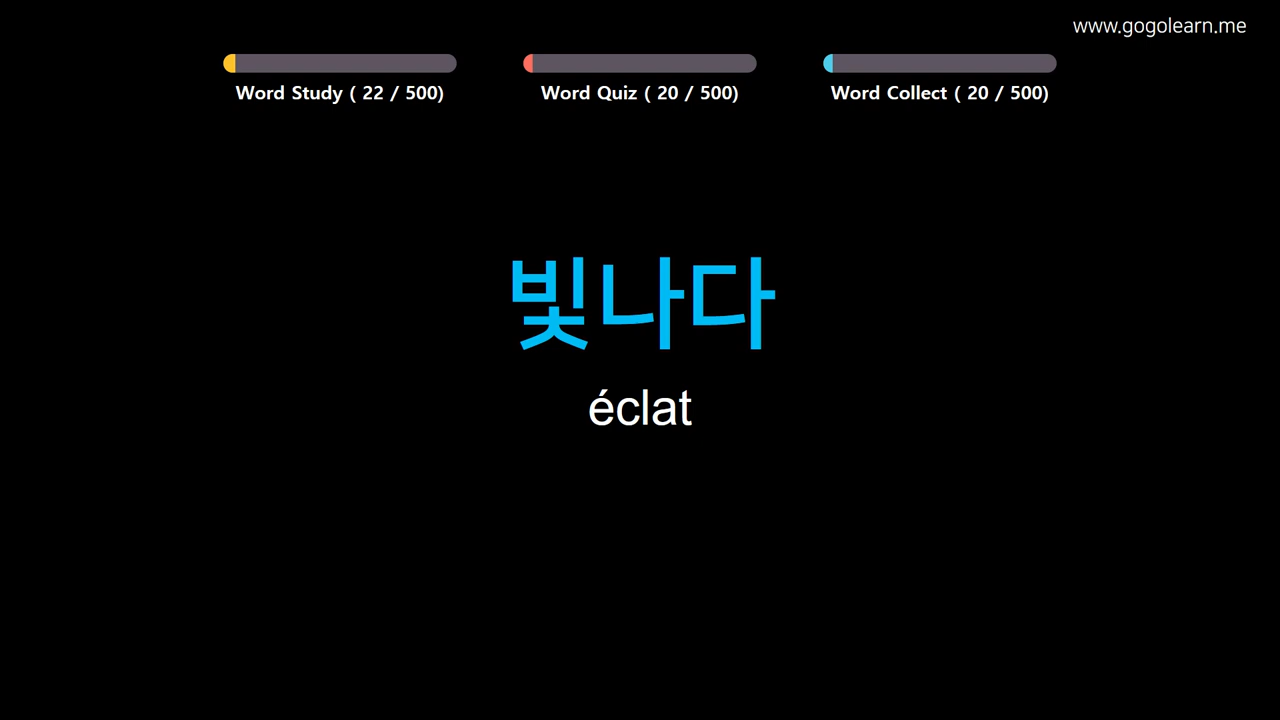 www.gogolearn.me
Word Study ( 22 / 500)
Word Quiz ( 20 / 500)
Word Collect ( 20 / 500)
빛나다
éclat